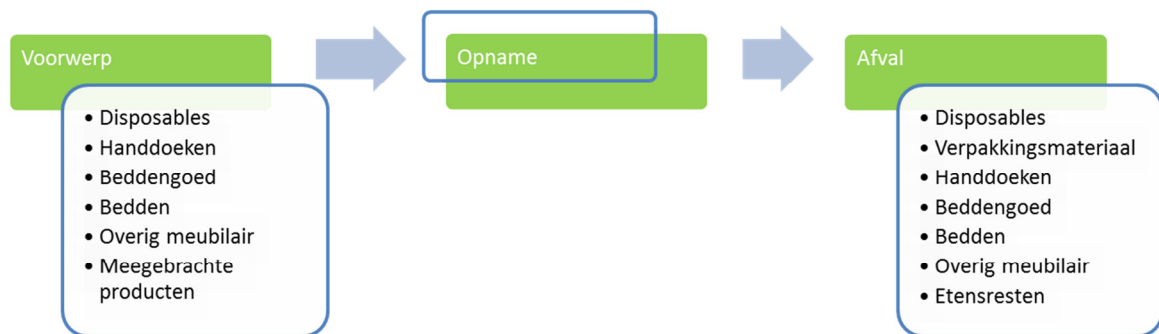 Voorwerp
• Disposables
• Handdoeken
• Beddengoed
• Bedden
• Overig meubilair
• Meegebrachte
producten
Opname
Afval
• Disposables
• Verpakkingsmateriaal
• Handdoeken
• Beddengoed
• Bedden
• Overig meubilair
• Etensresten